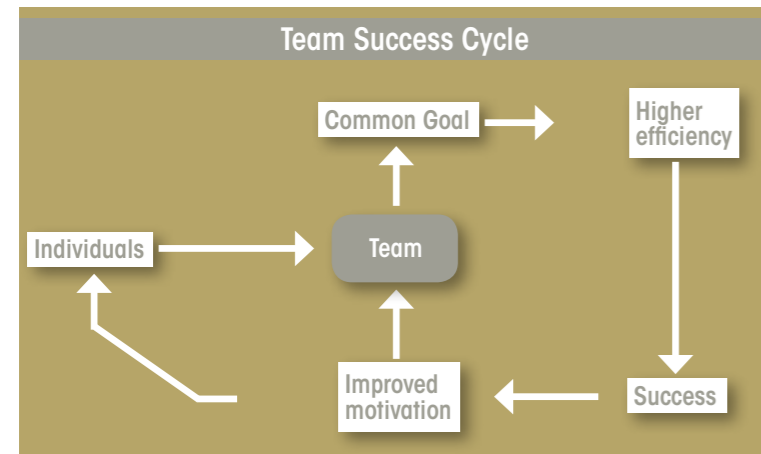 Team Success Cycle
Common Goal
Higher
efficiency
Individuals
Team
Improved
motivation
Success